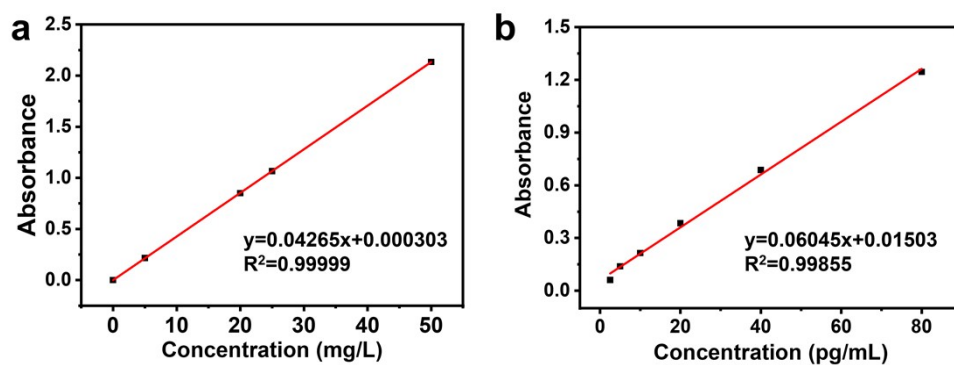 a
2.5
2.0
1.5
1.0
0.5
0.0
Absorbance
y=0.04265x+0.000303
R²=0.99999
0 10 20 30 40 50
Concentration (mg/L)
b
1.5
1.2
0.9
0.6
0.3
0.0
Absorbance
y=0.06045x+0.01503
R²=0.99855
0 20 40 60 80
Concentration (pg/mL)